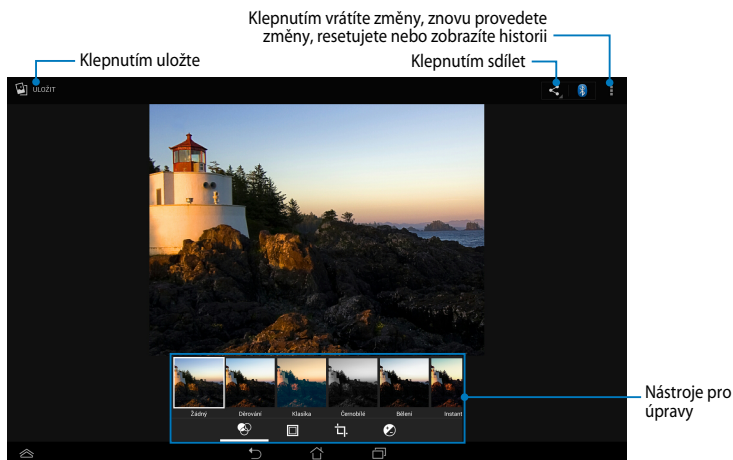 Klepnutím vrátíte změny, znovu provedete
změny, resetujete nebo zobrazíte historii
Klepnutím uložte
Klepnutím sdílet
ULOŽIT
Žádný
Děrování
Klasika
Černobílé
Bělení
Instant
Nástroje pro
úpravy